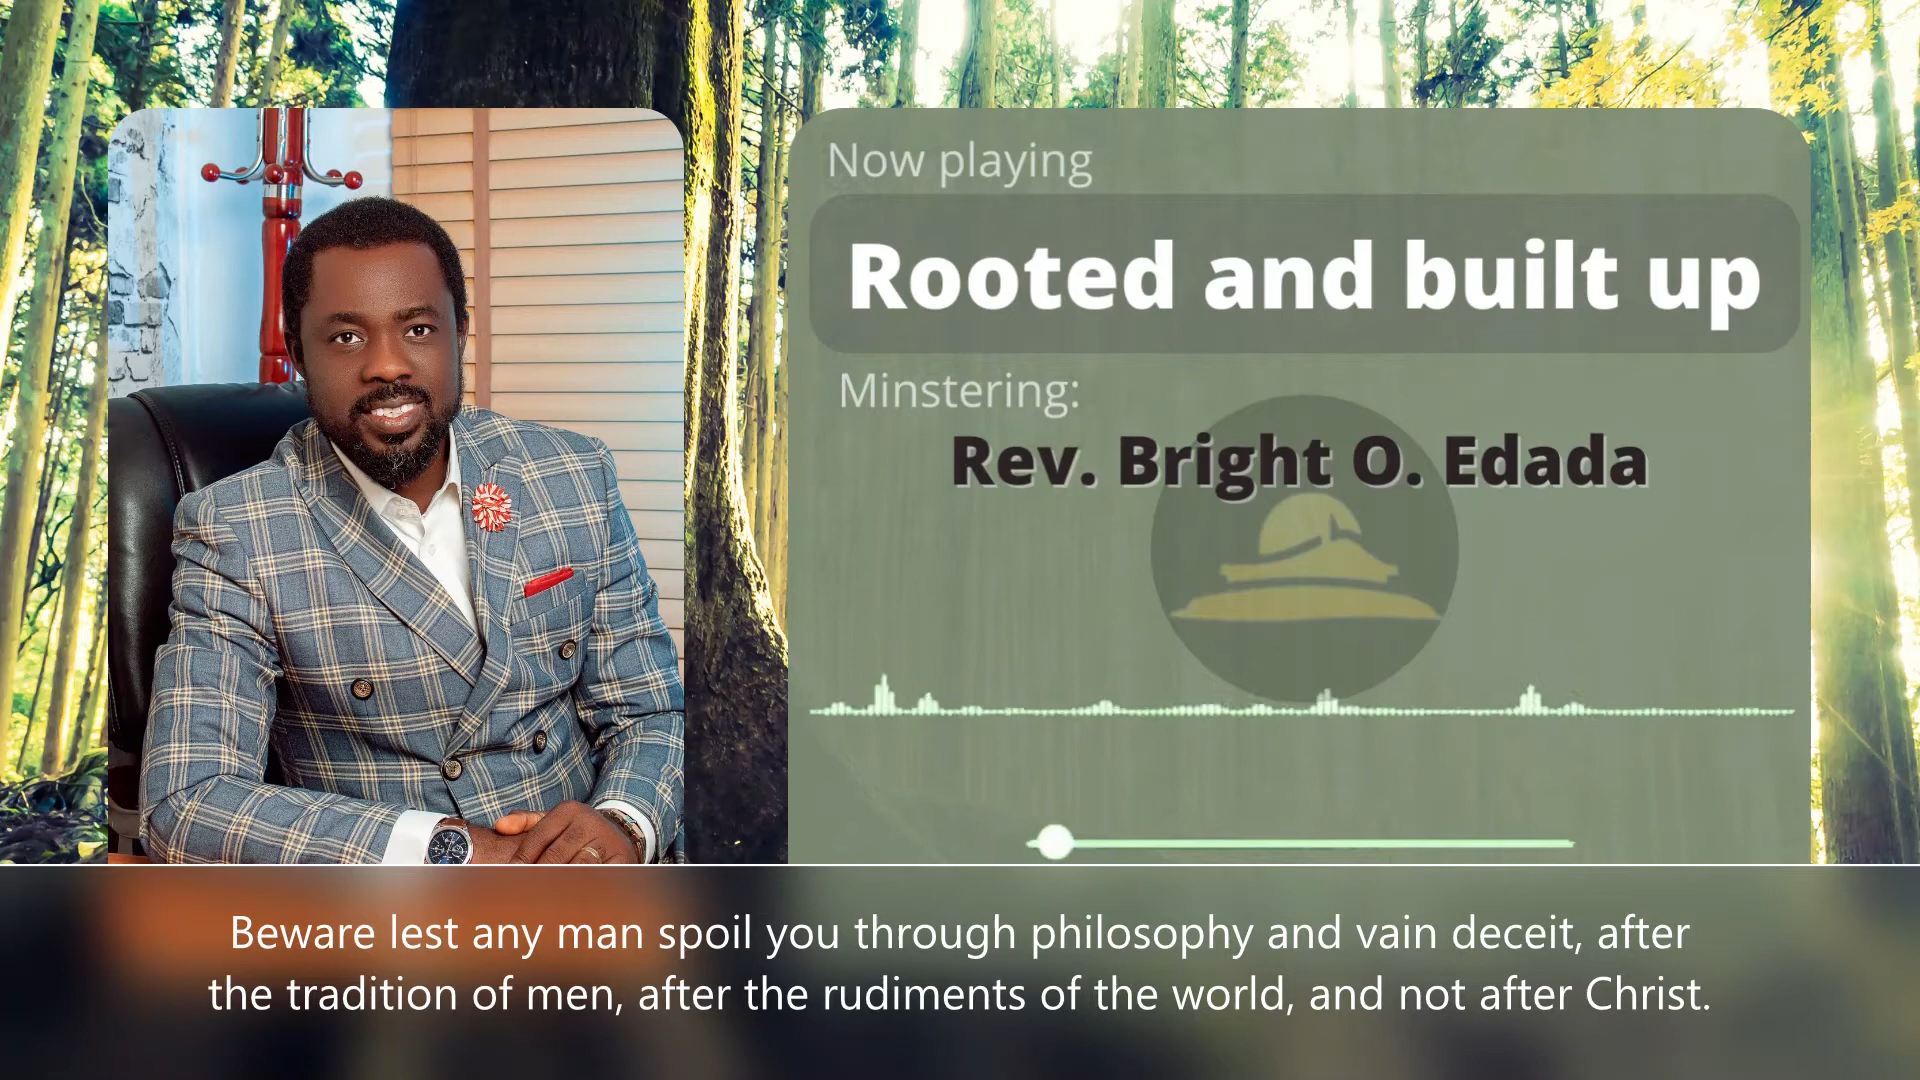 Now playing
Rooted and built up
Minstering:
Rev. Bright O. Edada
Beware lest any man spoil you through philosophy and vain deceit, after
the tradition of men, after the rudiments of the world, and not after Christ.